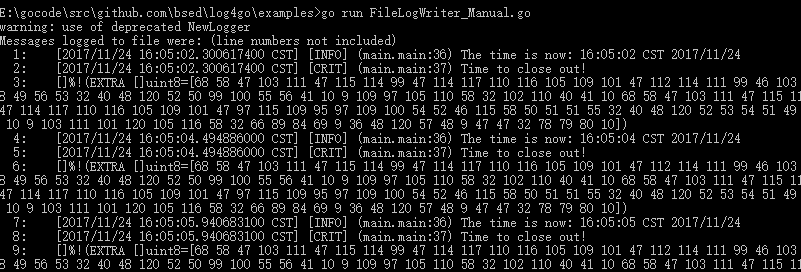 E:\gocode\src\github.com\bsed\log4go\examples>go run FileLogWriter_Manual.go
warning: use of deprecated NewLogger
Messages logged to file were: (line numbers not included)
1: [2017/11/24 16:05:02.300617400 CST] [INFO] (main.main:36) The time is now: 16:05:02 CST 2017/11/24
2: [2017/11/24 16:05:02.300617400 CST] [CRIT] (main.main:37) Time to close out!
3: []%!(EXTRA []uint8=[68 58 47 103 111 47 115 114 99 47 114 117 110 116 105 109 101 47 112 114 111 99 46 103
8 49 56 53 32 40 48 120 52 50 99 100 55 56 41 10 9 109 97 105 110 58 32 102 110 40 41 10 68 58 47 103 111 47 115 11
47 114 117 110 116 105 109 101 47 97 115 109 95 97 109 100 54 52 46 115 58 50 51 51 55 32 40 48 120 52 53 54 51 49
10 9 103 111 101 120 105 116 58 32 66 89 84 69 9 36 48 120 57 48 9 47 47 32 78 79 80 10])
4: [2017/11/24 16:05:04.494886000 CST] [INFO] (main.main:36) The time is now: 16:05:04 CST 2017/11/24
5: [2017/11/24 16:05:04.494886000 CST] [CRIT] (main.main:37) Time to close out!
6: []%!(EXTRA []uint8=[68 58 47 103 111 47 115 114 99 47 114 117 110 116 105 109 101 47 112 114 111 99 46 103
8 49 56 53 32 40 48 120 52 50 99 100 55 56 41 10 9 109 97 105 110 58 32 102 110 40 41 10 68 58 47 103 111 47 115 11
47 114 117 110 116 105 109 101 47 97 115 109 95 97 109 100 54 52 46 115 58 50 51 51 55 32 40 48 120 52 53 54 51 49
10 9 103 111 101 120 105 116 58 32 66 89 84 69 9 36 48 120 57 48 9 47 47 32 78 79 80 10])
7: [2017/11/24 16:05:05.940683100 CST] [INFO] (main.main:36) The time is now: 16:05:05 CST 2017/11/24
8: [2017/11/24 16:05:05.940683100 CST] [CRIT] (main.main:37) Time to close out!
9: []%!(EXTRA []uint8=[68 58 47 103 111 47 115 114 99 47 114 117 110 116 105 109 101 47 112 114 111 99 46 103
8 49 56 53 32 40 48 120 52 50 99 100 55 56 41 10 9 109 97 105 110 58 32 102 110 40 41 10 68 58 47 103 111 47 115 11